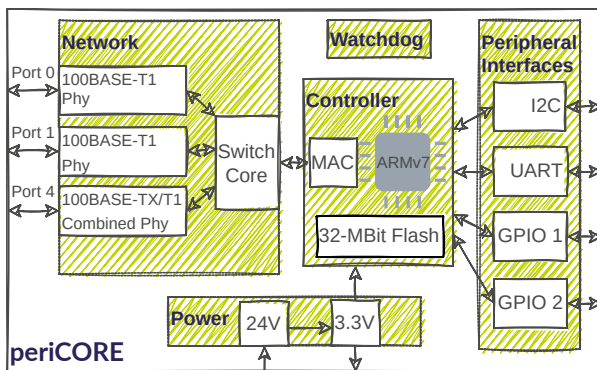 Network
Watchdog
Peripheral
Interfaces
Port 0
100BASE-T1
Phy
Port 1
100BASE-T1
Phy
Port 4
100BASE-TX/T1
Combined Phy
Switch
Core
Controller
MAC
ARMv7
32-MBit Flash
I2C
UART
GPIO 1
GPIO 2
Power
24V
3.3V
periCORE